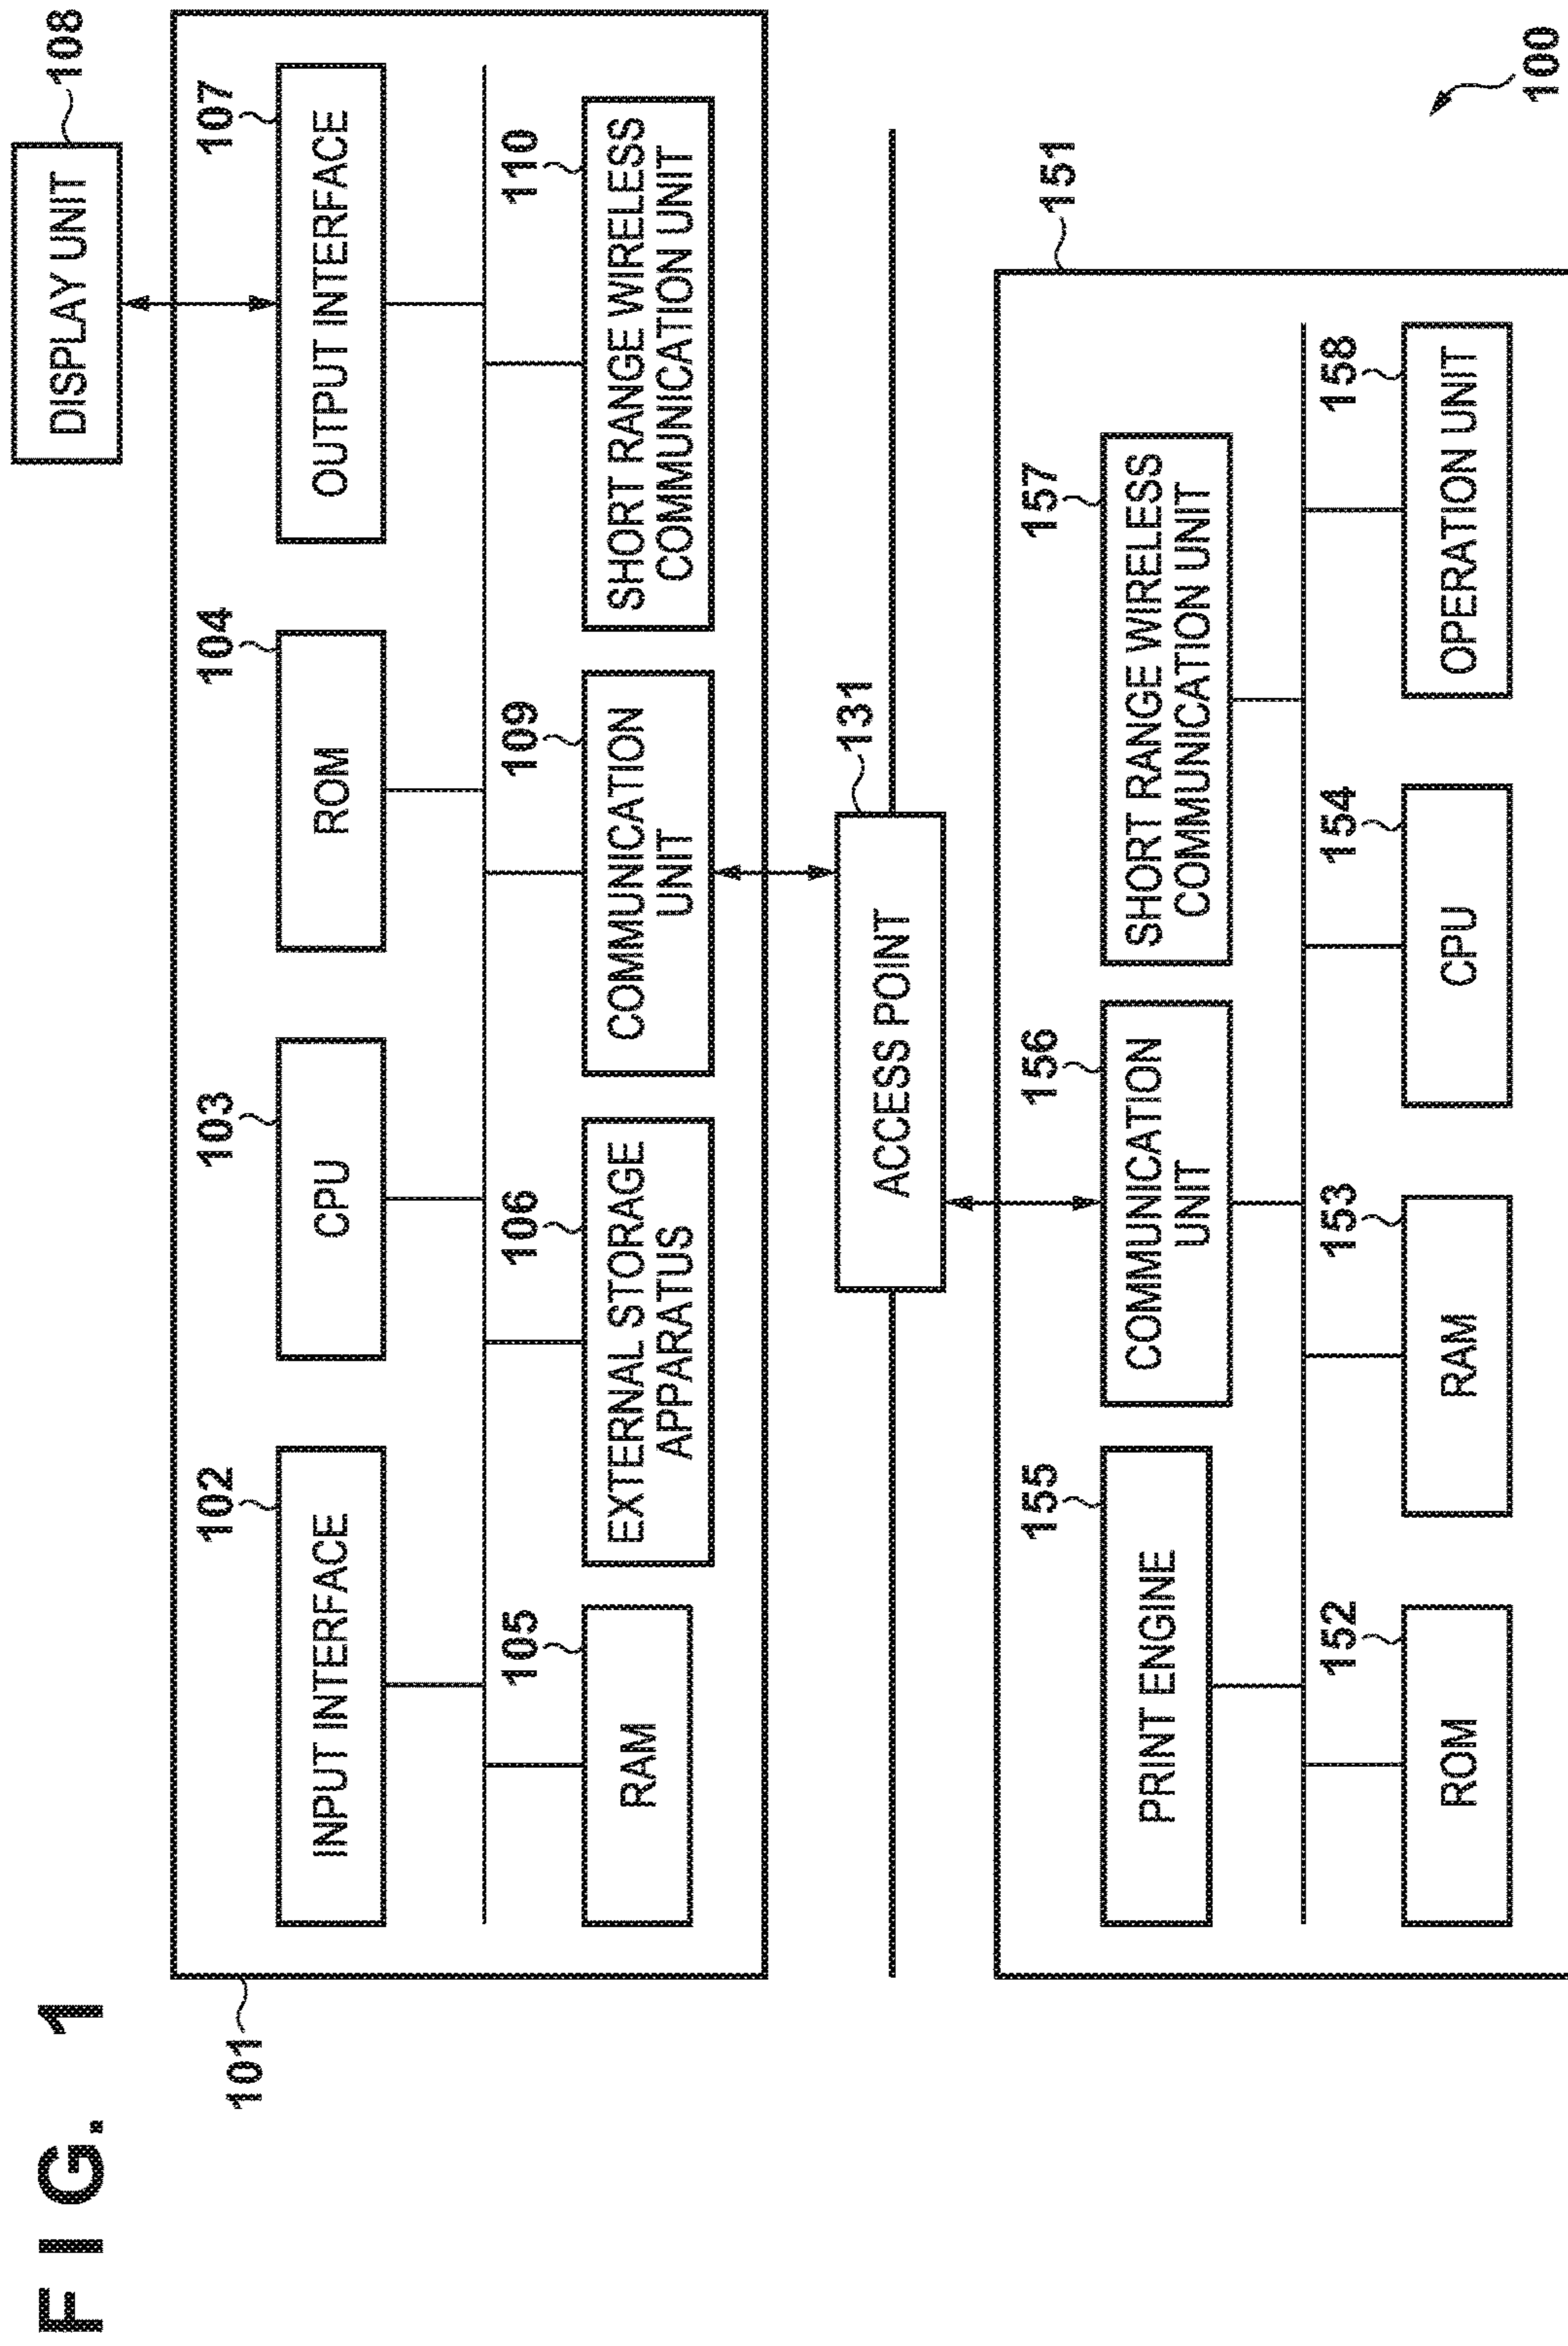 FIG. 1
108
DISPLAY UNIT
101
102
103
104
107
INPUT INTERFACE
CPU
ROM
OUTPUT INTERFACE
105
106
109
110
RAM
EXTERNAL STORAGE
APPARATUS
COMMUNICATION
UNIT
SHORT RANGE WIRELESS
COMMUNICATION UNIT
131
ACCESS POINT
151
155
156
157
PRINT ENGINE
COMMUNICATION
UNIT
SHORT RANGE WIRELESS
COMMUNICATION UNIT
152
153
154
158
ROM
RAM
CPU
OPERATION UNIT
100